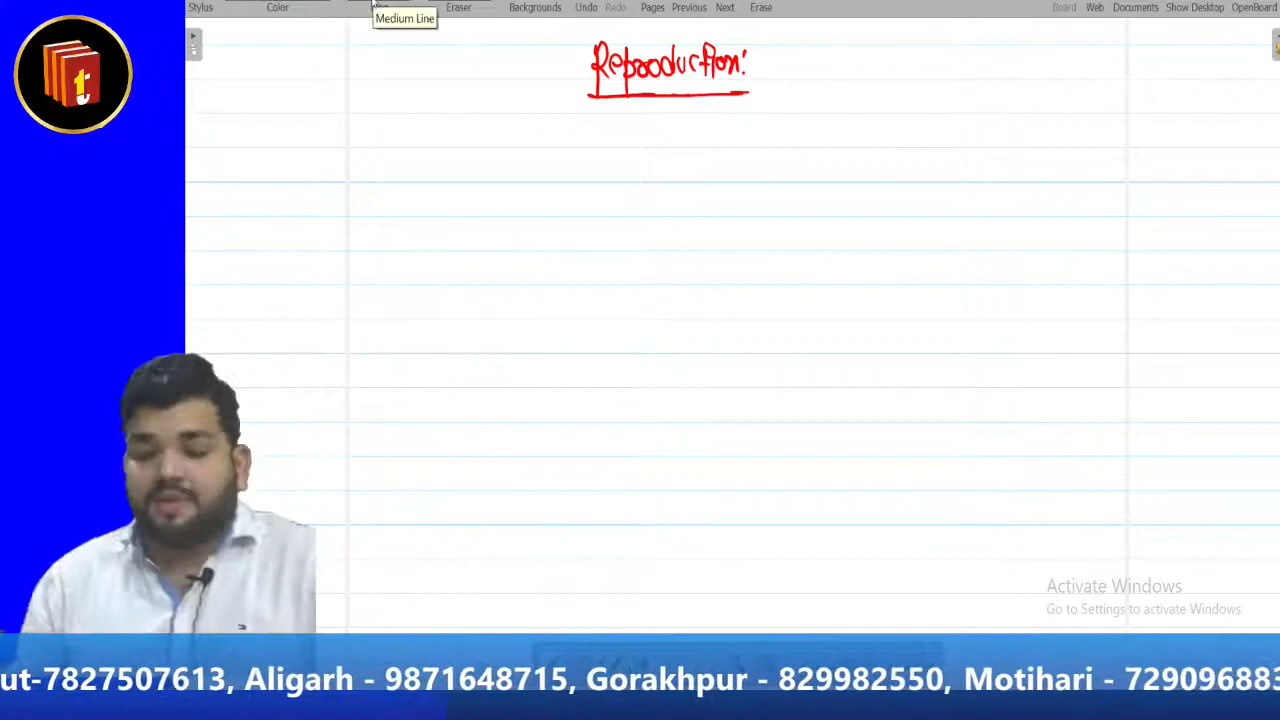 Stylus Color Eraser Backgrounds Undo Redo Pages Previous Next Erase Board Web Documents Show Desktop OpenBoard
Medium Line
Reproduction:
t
Activate Windows
Go to Settings to activate Windows.
ut-7827507613, Aligarh - 9871648715, Gorakhpur - 829982550, Motihari - 729096883